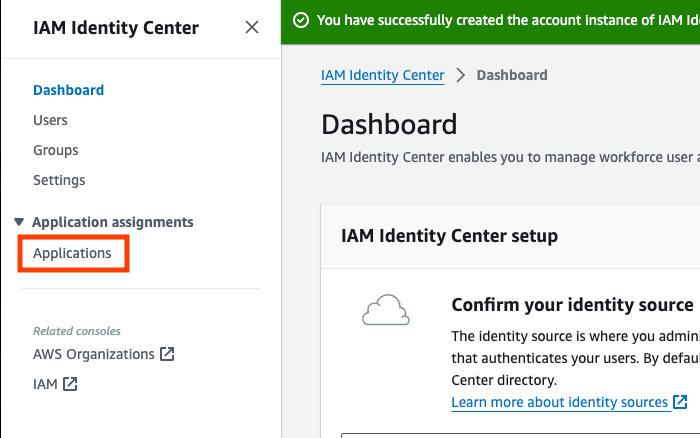 IAM Identity Center
Dashboard
Users
Groups
Settings
Application assignments
Applications
Related consoles
AWS Organizations
IAM
You have successfully created the account instance of IAM
IAM Identity Center > Dashboard
Dashboard
IAM Identity Center enables you to manage workforce user
IAM Identity Center setup
Confirm your identity source
The identity source is where you
that authenticates your users. By
Center directory.
Learn more about identity sources